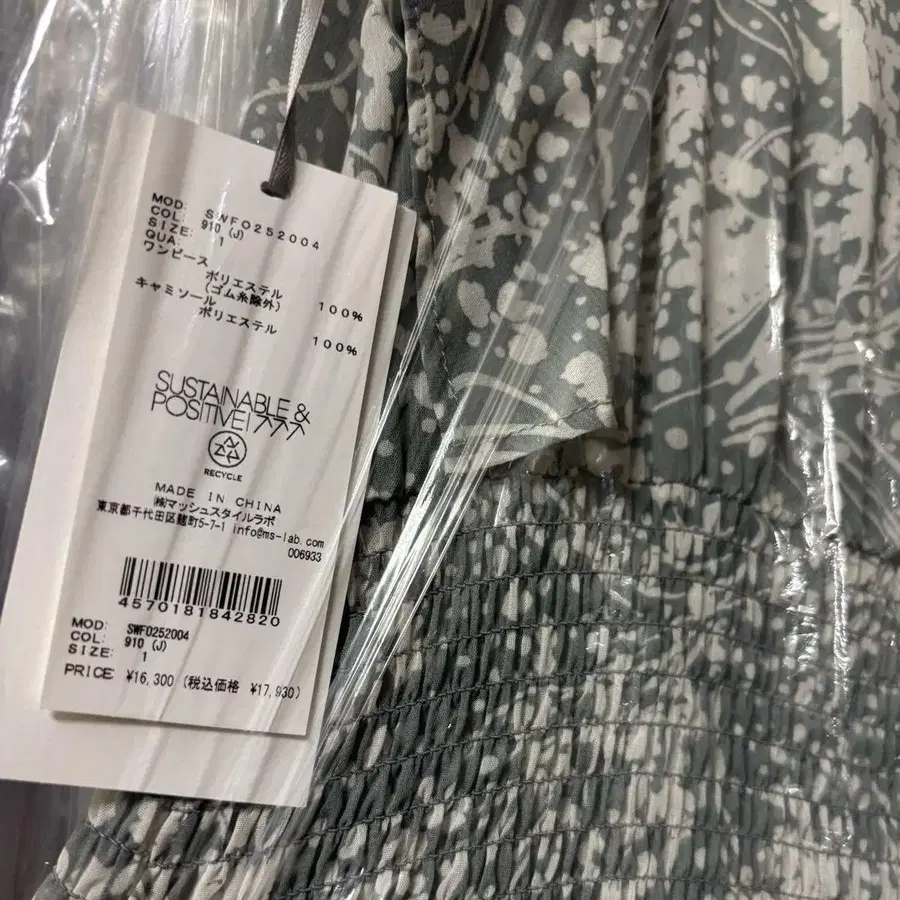 MOD: SWFO252004
COL: 910 (J)
SIZE: 1
QUA:
ワンピース
ポリエステル
(ゴム糸除外) 100%
キャミソール
ポリエステル 100%
SUSTAINABLE &
POSITIVE!
RECYCLE
MADE IN CHINA
㈱マッシュスタイルラボ
東京都千代田区麹町5-7-1 info@ms-lab.com
006933
4570181842820
MOD: SWFO252004
COL: 910 (J)
SIZE: 1
PRICE ¥16,300 (税込価格 ¥17,930)